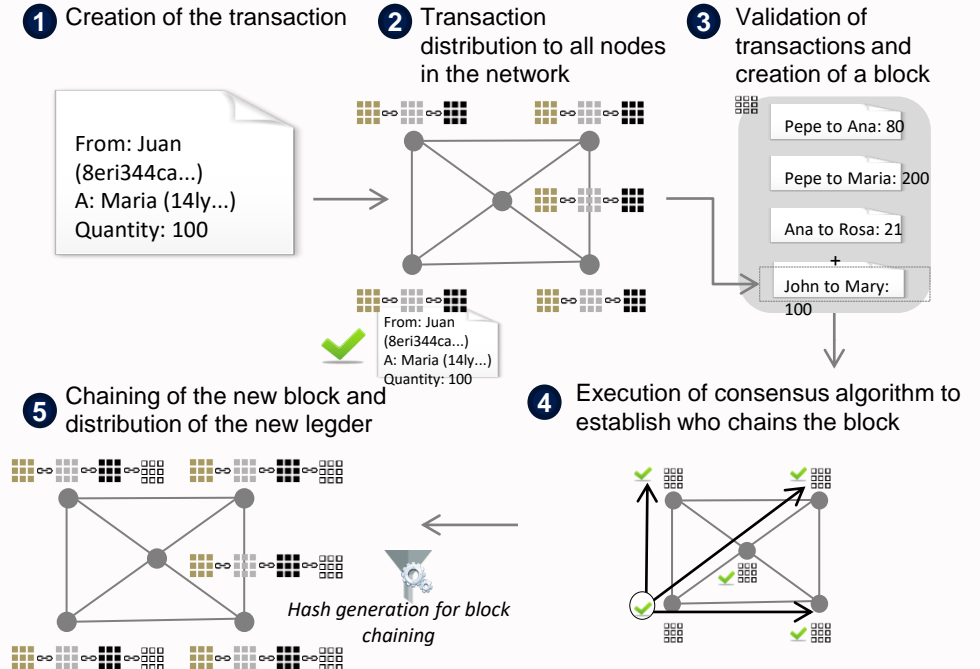 1 Creation of the transaction
From: Juan
(8eri344ca...)
A: Maria (14ly...)
Quantity: 100
2 Transaction
distribution to all nodes
in the network
From: Juan
(8eri344ca...)
A: Maria (14ly...)
Quantity: 100
3 Validation of
transactions and
creation of a block
Pepe to Ana: 80
Pepe to Maria: 200
Ana to Rosa: 21
+
John to Mary:
100
4 Execution of consensus algorithm to
establish who chains the block
5 Chaining of the new block and
distribution of the new legder
Hash generation for block
chaining